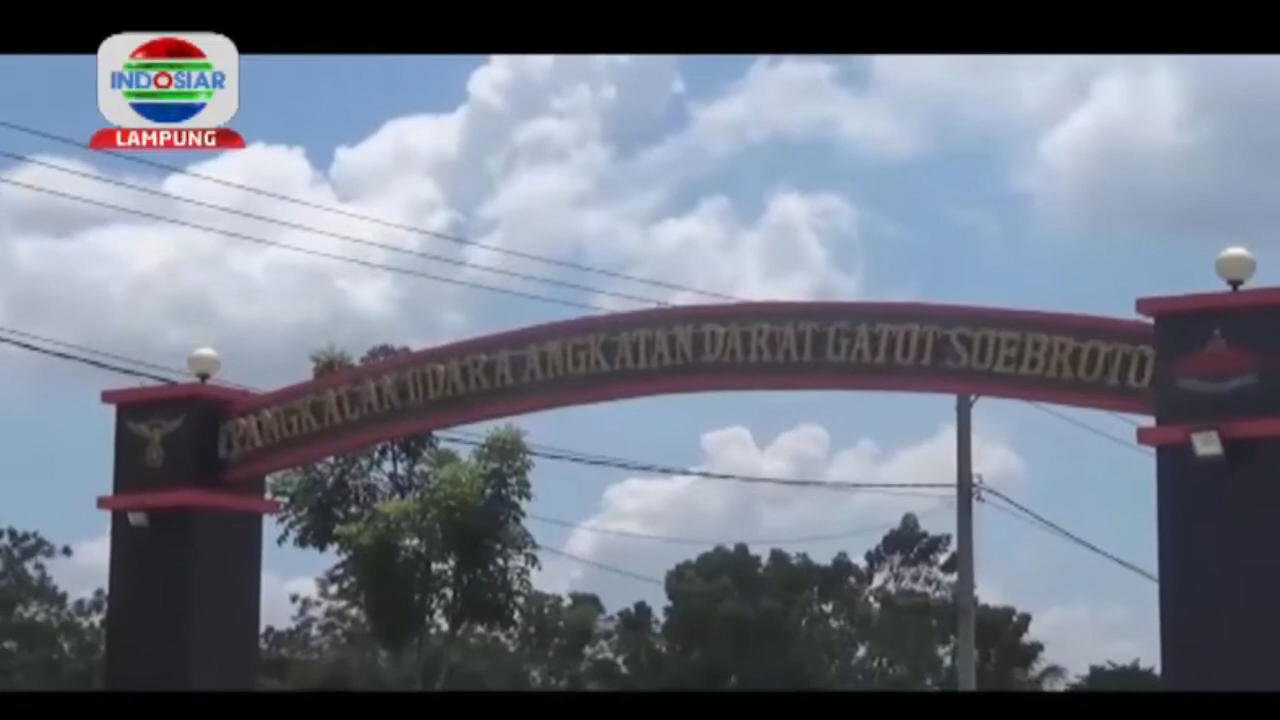 INDOSIAR
LAMPUNG
PANGKALAN UDARA ANGKATAN DARAT GATOT SOEBROTO